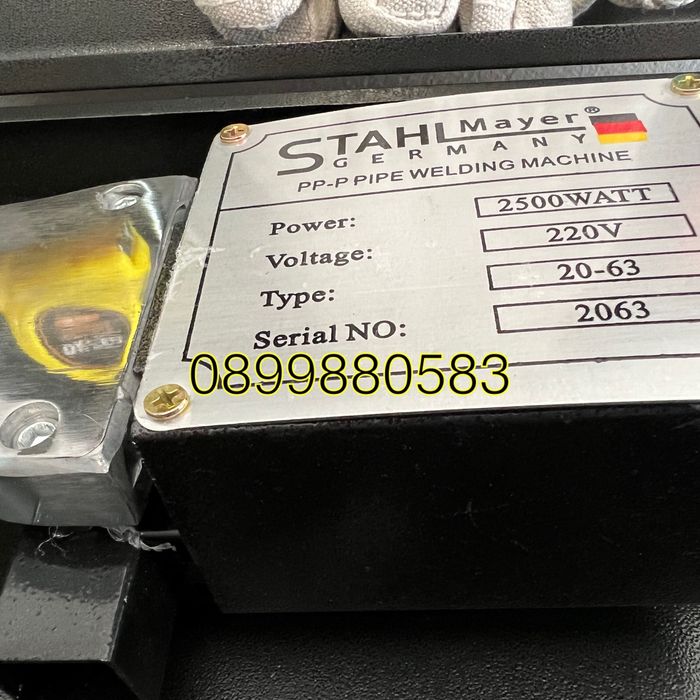 STAHL Mayer®
GERMANY
PP-P PIPE WELDING MACHINE
Power: 2500WATT
Voltage: 220V
Type: 20-63
Serial NO: 2063
0899880583